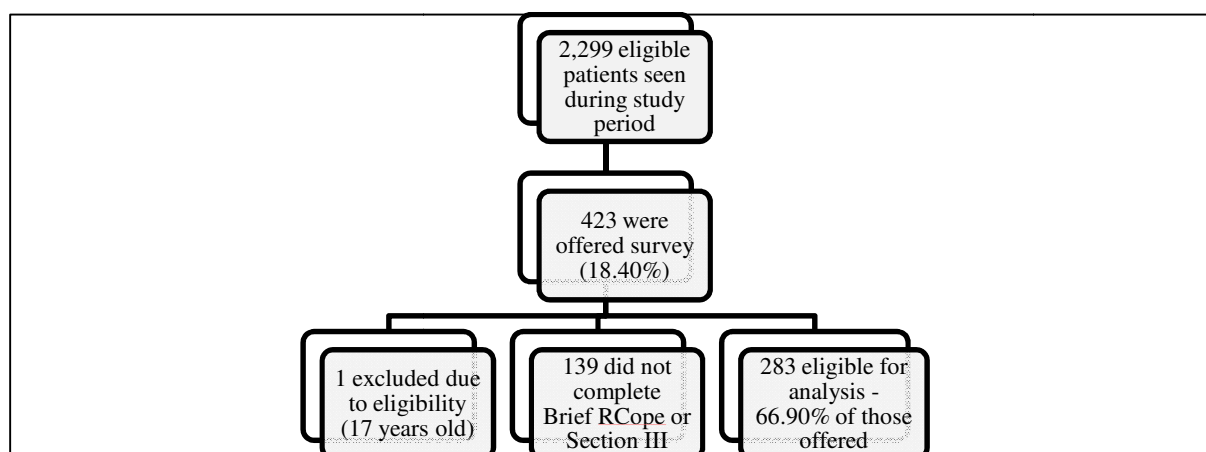 2,299 eligible
patients seen
during study
period
423 were
offered survey
(18.40%)
1 excluded due
to eligibility
(17 years old)
139 did not
complete
Brief RCope or
Section III
283 eligible for
analysis -
66.90% of those
offered